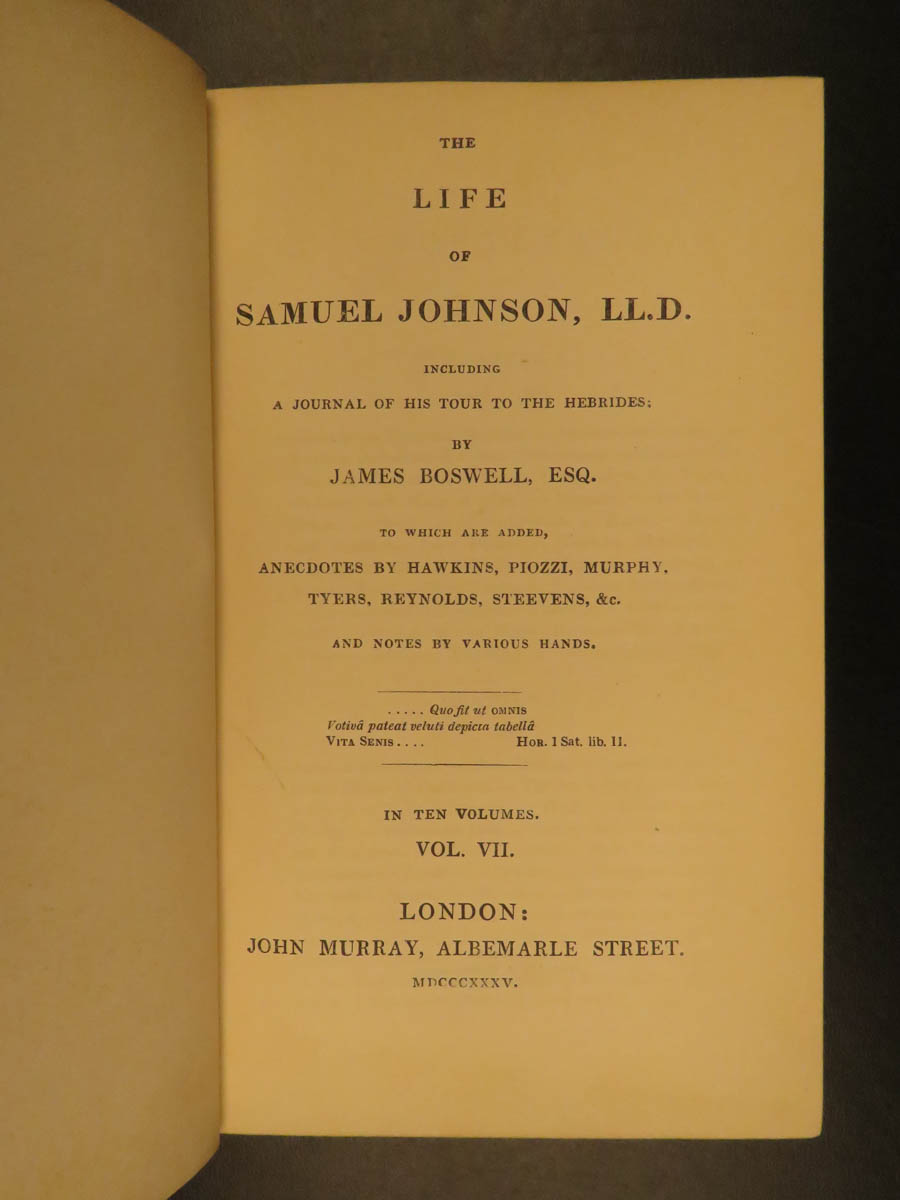 THE
LIFE
OF
SAMUEL JOHNSON, LL.D.
INCLUDING
A JOURNAL OF HIS TOUR TO THE HEBRIDES;
BY
JAMES BOSWELL, ESQ.
TO WHICH ARE ADDED,
ANECDOTES BY HAWKINS, PIOZZI, MURPHY,
TYERS, REYNOLDS, STEEVENS, &c.
AND NOTES BY VARIOUS HANDS.
..... Quo fit ut OMNIS
Votivâ pateat veluti depicta tabellâ
VITA SENIS.... HOR. 1 Sat. lib. II.
IN TEN VOLUMES.
VOL. VII.
LONDON:
JOHN MURRAY, ALBEMARLE STREET.
MDCCCXXXV.